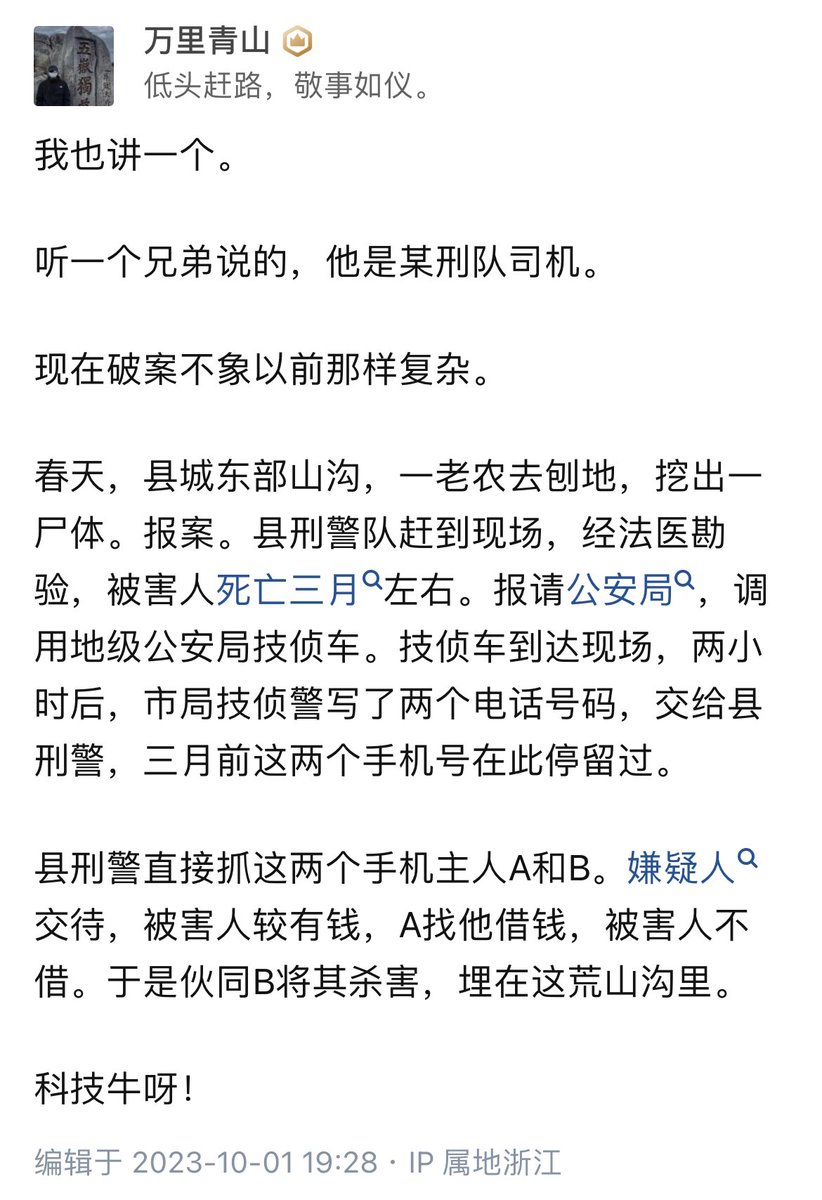 万里青山
低头赶路，敬事如仪。
我也讲一个。
听一个兄弟说的，他是某刑队司机。
现在破案不象以前那样复杂。
春天，县城东部山沟，一老农去刨地，挖出一
尸体。报案。县刑警队赶到现场，经法医勘
验，被害人死亡三月左右。报请公安局，调
用地级公安局技侦车。技侦车到达现场，两小
时后，市局技侦警写了两个电话号码，交给县
刑警，三月前这两个手机号在此停留过。
县刑警直接抓这两个手机主人A和B。嫌疑人
交待，被害人较有钱，A找他借钱，被害人不
借。于是伙同B将其杀害，埋在这荒山沟里。
科技牛呀！
编辑于 2023-10-01 19:28 · IP 属地浙江